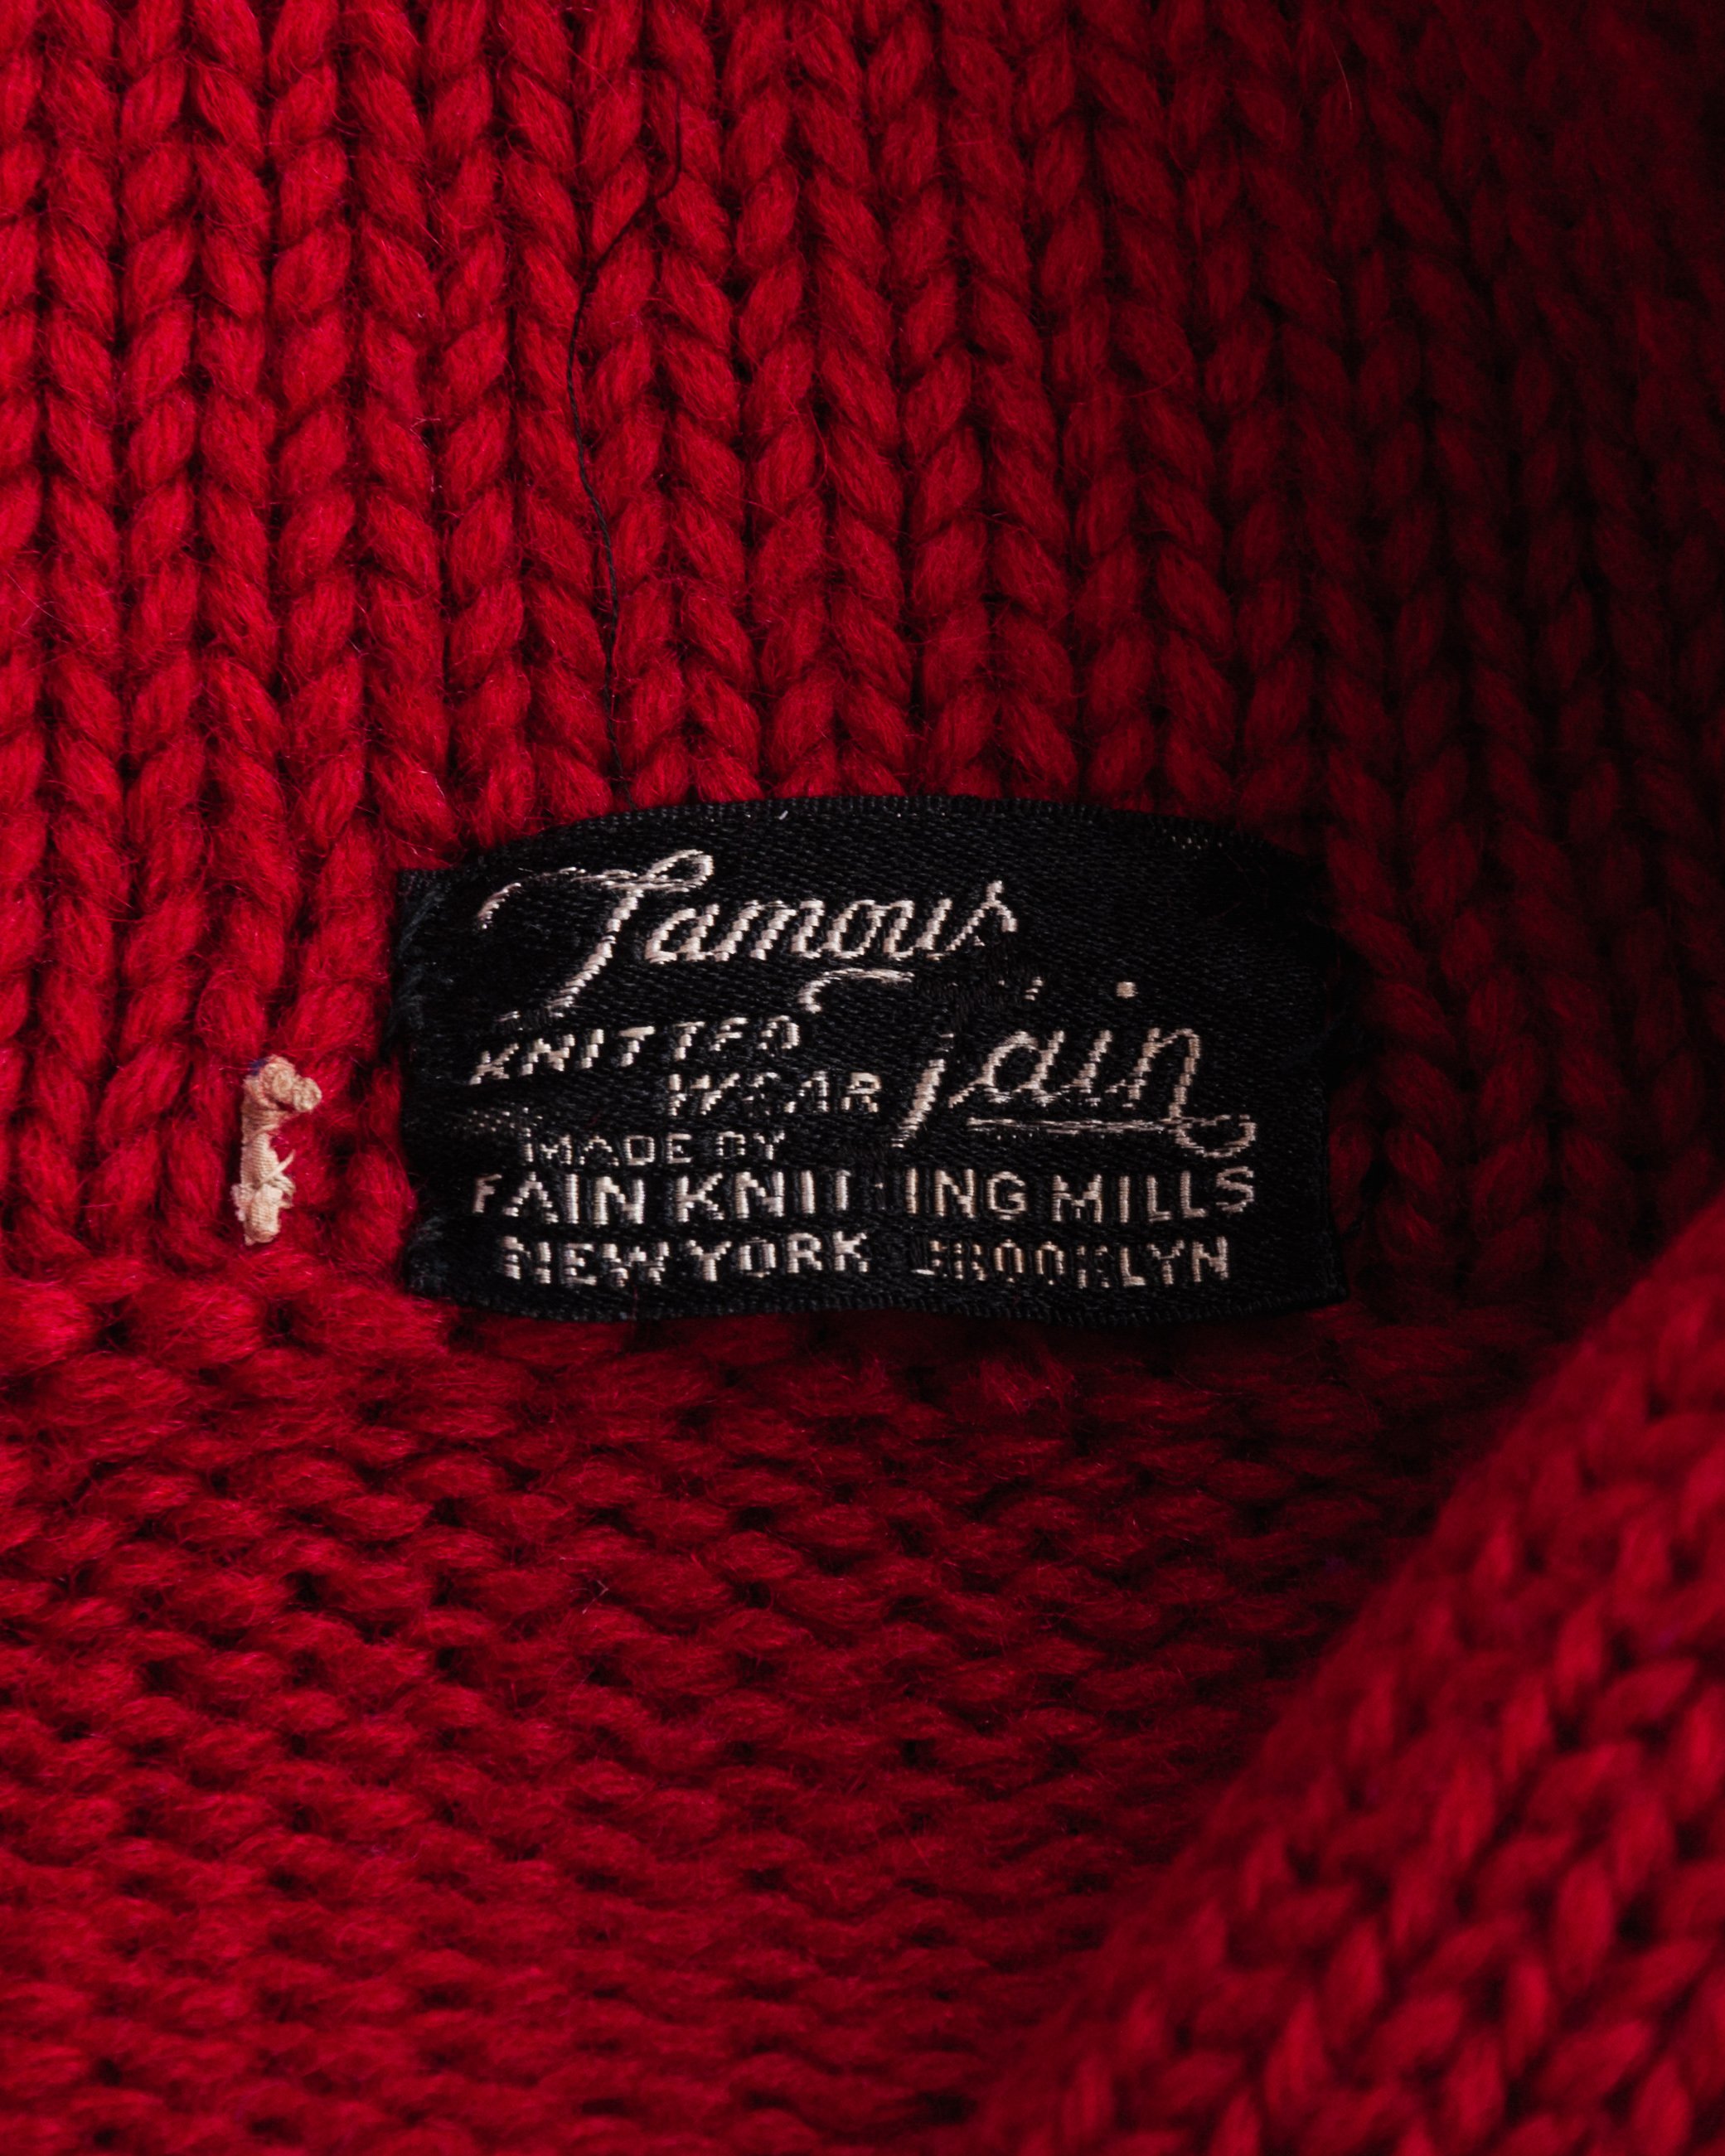 Famous
Fain
KNITTED
WEAR
MADE BY
FAIN KNITTING MILLS
NEW YORK BROOKLYN